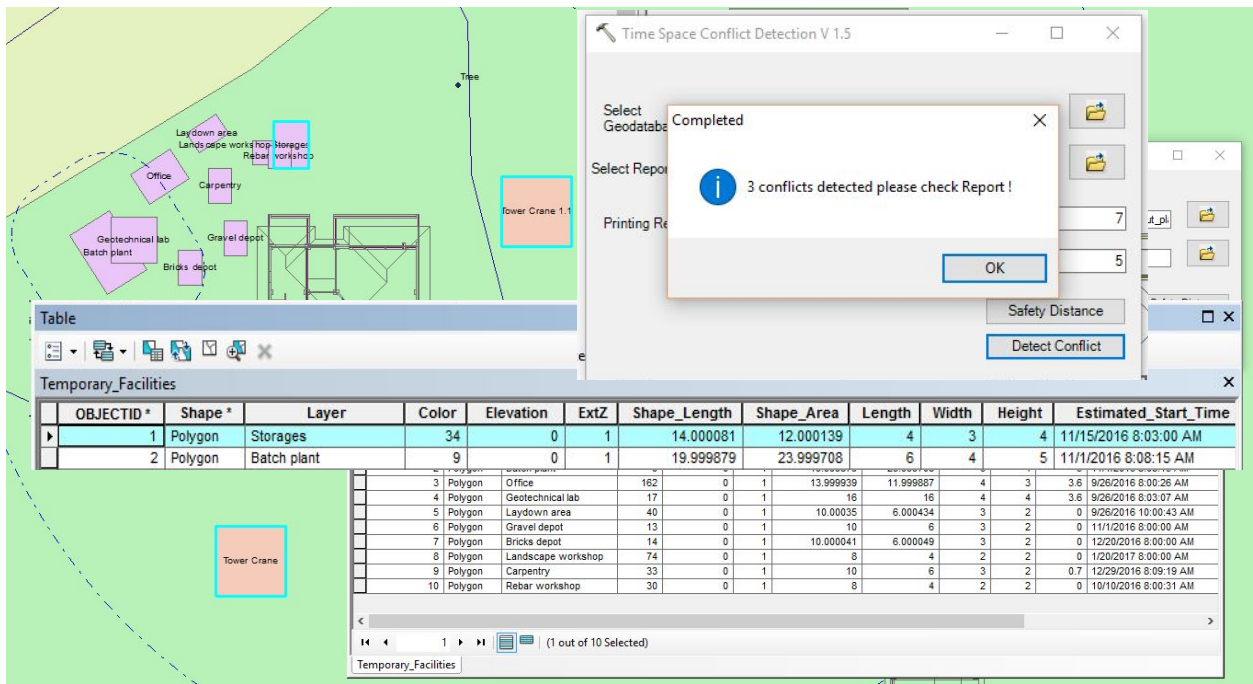 Tree
Laydown area
Landscape workshop
Storages
Rebar workshop
Office
Carpentry
Tower Crane 1.1
Geotechnical lab
Gravel depot
Batch plant
Bricks depot
Tower Crane
Time Space Conflict Detection V 1.5
Select
Geodataba
Select Repor
Printing Re
7
5
Safety Distance
Detect Conflict
Completed
3 conflicts detected please check Report !
OK
Table
Temporary_Facilities
OBJECTID * Shape * Layer Color Elevation ExtZ Shape_Length Shape_Area Length Width Height Estimated_Start_Time
1 Polygon Storages 34 0 1 14.000081 12.000139 4 3 4 11/15/2016 8:03:00 AM
2 Polygon Batch plant 9 0 1 19.999879 23.999708 6 4 5 11/1/2016 8:08:15 AM
3 Polygon Office 162 0 1 13.999939 11.999887 4 3 3.6 9/26/2016 8:00:26 AM
4 Polygon Geotechnical lab 17 0 1 16 16 4 4 3.6 9/26/2016 8:03:07 AM
5 Polygon Laydown area 40 0 1 10.00035 6.000434 3 2 0 9/26/2016 10:00:43 AM
6 Polygon Gravel depot 13 0 1 10 6 3 2 0 11/1/2016 8:00:00 AM
7 Polygon Bricks depot 14 0 1 10.000041 6.000049 3 2 0 12/20/2016 8:00:00 AM
8 Polygon Landscape workshop 74 0 1 8 4 2 2 0 1/20/2017 8:00:00 AM
9 Polygon Carpentry 33 0 1 10 6 3 2 0.7 12/29/2016 8:09:19 AM
10 Polygon Rebar workshop 30 0 1 8 4 2 2 0 10/10/2016 8:00:31 AM
1 (1 out of 10 Selected)
Temporary_Facilities